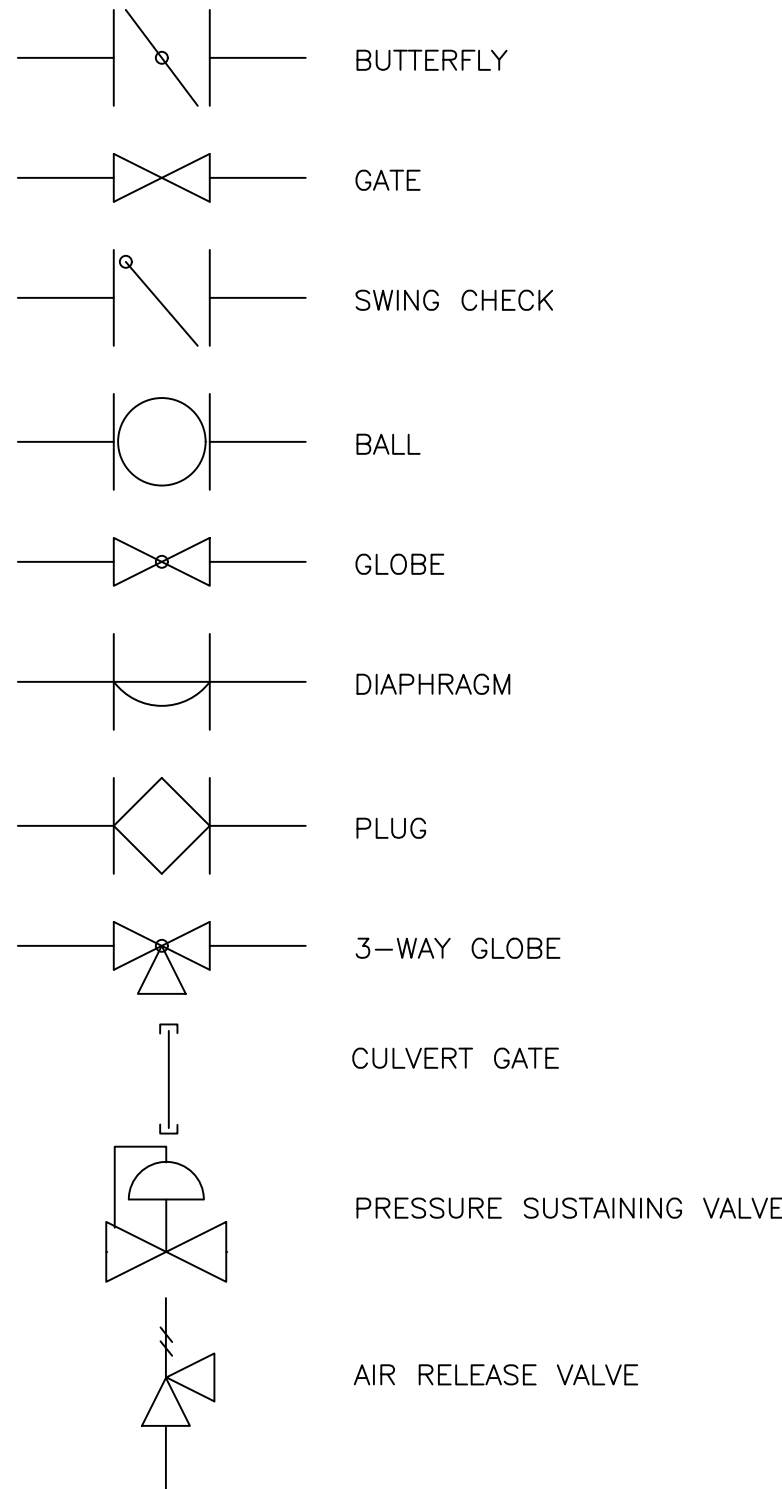 BUTTERFLY
GATE
SWING CHECK
BALL
GLOBE
DIAPHRAGM
PLUG
3-WAY GLOBE
CULVERT GATE
PRESSURE SUSTAINING VALVE
AIR RELEASE VALVE